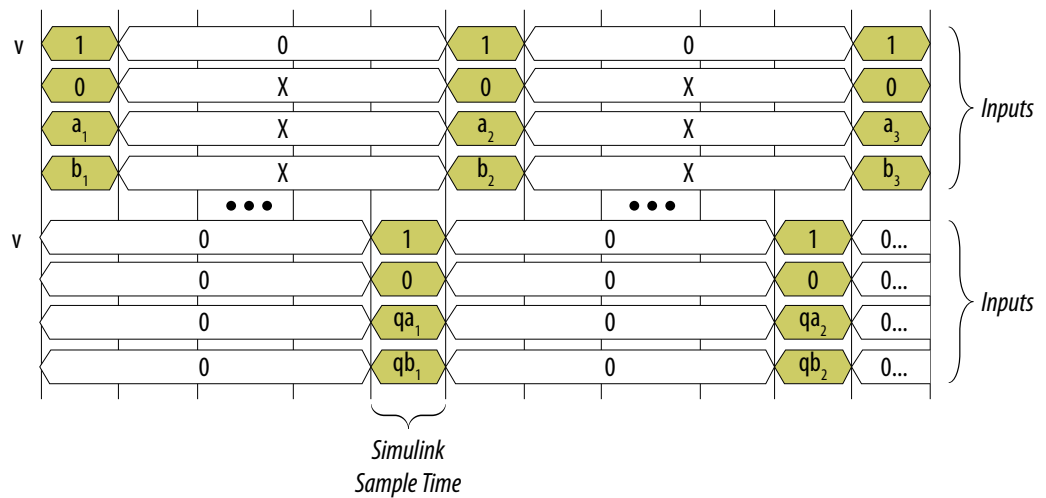 v 1 0 1 0 1
0 X 0 X 0
a1 X a2 X a3
b1 X b2 X b3
Inputs
•••   •••
v 0 1 0 1 0...
0 0 0 0 0...
0 qa1 0 qa2 0...
0 qb1 0 qb2 0...
Inputs
Simulink
Sample Time